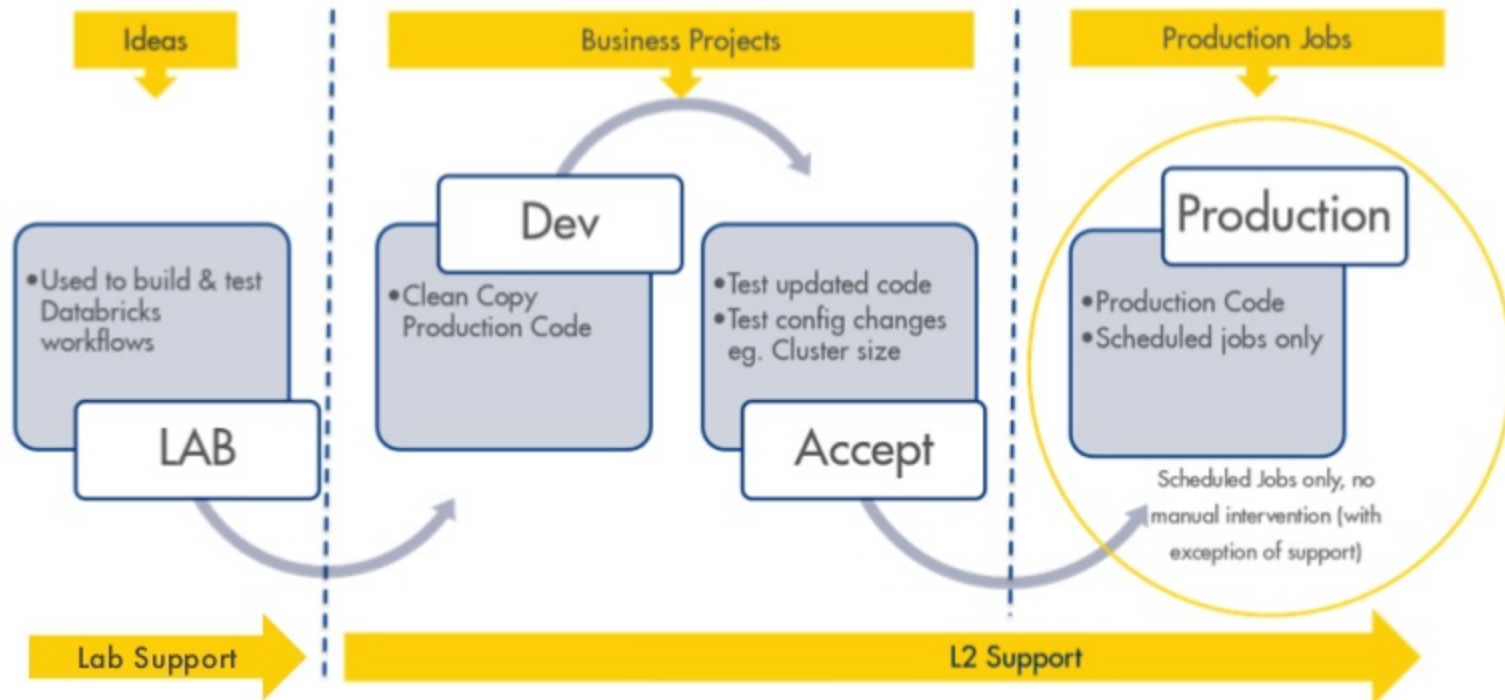 Ideas
Business Projects
Production Jobs
Dev
Production
•Used to build & test
Databricks
workflows
LAB
•Clean Copy
Production Code
•Test updated code
•Test config changes
eg. Cluster size
Accept
•Production Code
•Scheduled jobs only
Scheduled Jobs only, no
manual intervention (with
exception of support)
Lab Support
L2 Support